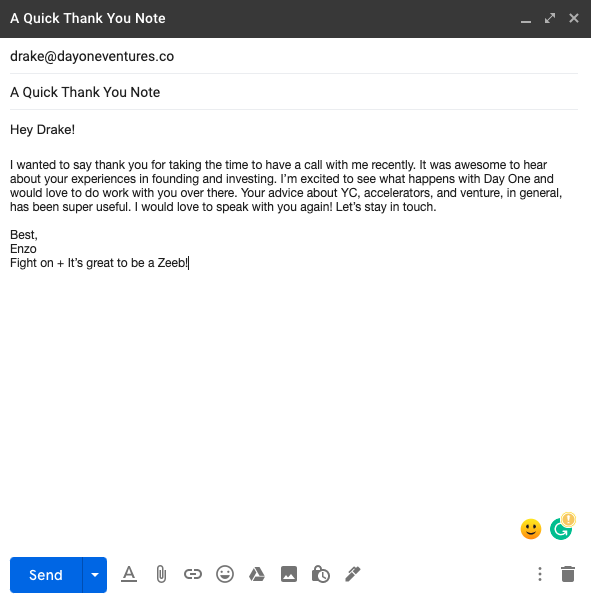 A Quick Thank You Note
drake@dayoneventures.co
A Quick Thank You Note
Hey Drake!
I wanted to say thank you for taking the time to have a call with me recently. It was awesome to hear
about your experiences in founding and investing. I'm excited to see what happens with Day One and
would love to do work with you over there. Your advice about YC, accelerators, and venture, in general,
has been super useful. I would love to speak with you again! Let's stay in touch.
Best,
Enzo
Fight on + It's great to be a Zeeb!
Send